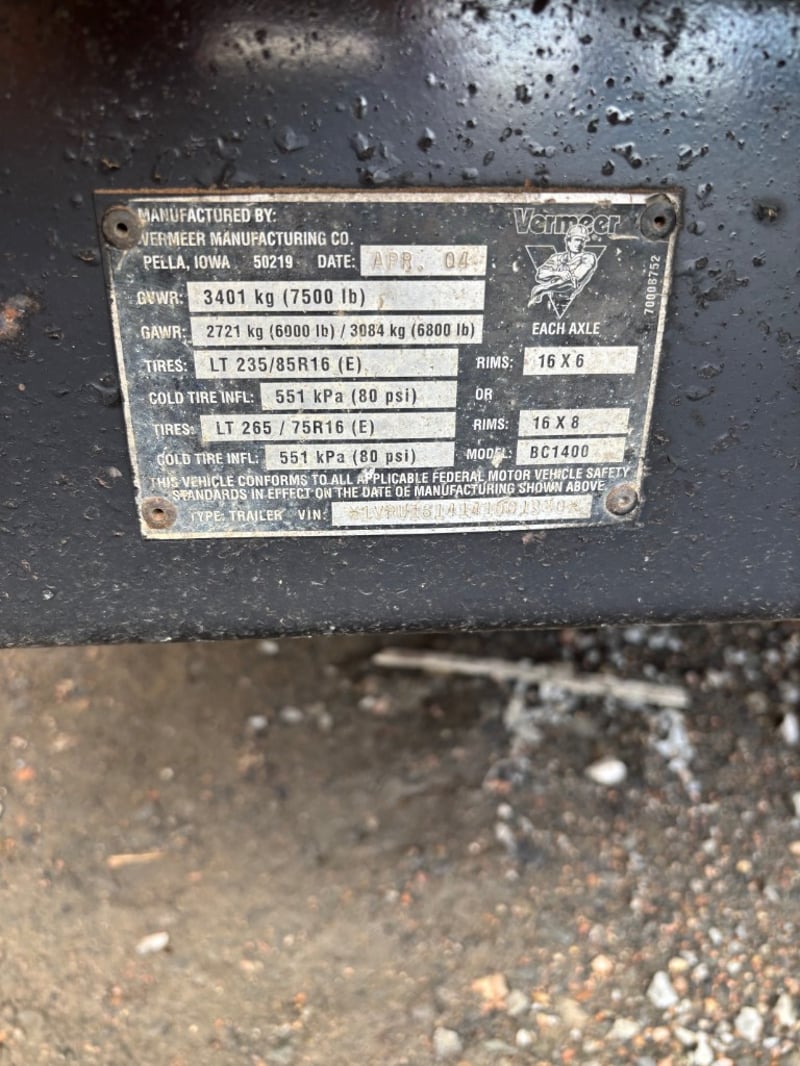 MANUFACTURED BY:
VERMEER MANUFACTURING CO.
PELLA, IOWA 50219 DATE: APR. 04
Vermeer
GVWR: 3401 kg (7500 lb)
GAWR: 2721 kg (6000 lb) / 3084 kg (6800 lb) EACH AXLE
TIRES: LT 235/85R16 (E) RIMS: 16 X 6
COLD TIRE INFL: 551 kPa (80 psi) OR
TIRES: LT 265 / 75R16 (E) RIMS: 16 X 8
COLD TIRE INFL: 551 kPa (80 psi) MODEL: BC1400
THIS VEHICLE CONFORMS TO ALL APPLICABLE FEDERAL MOTOR VEHICLE SAFETY
STANDARDS IN EFFECT ON THE DATE OF MANUFACTURING SHOWN ABOVE
TYPE: TRAILER VIN: